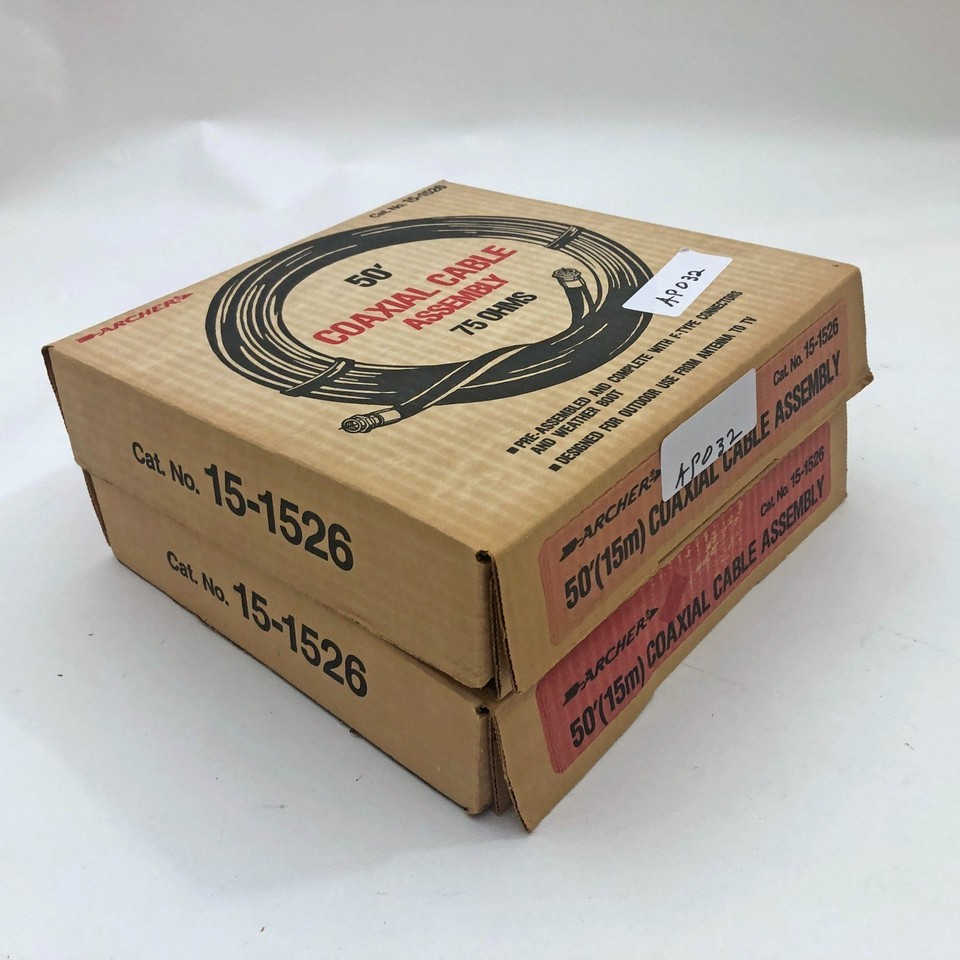 Cat. No. 15-1526
ARCHER
50'
COAXIAL CABLE
ASSEMBLY
75 OHMS
AP032
■ PRE-ASSEMBLED AND COMPLETE WITH F-TYPE CONNECTORS
AND WEATHER BOOT
■ DESIGNED FOR OUTDOOR USE FROM ANTENNA TO TV
Cat. No. 15-1526
AP032
ARCHER
Cat. No. 15-1526
50'(15m) COAXIAL CABLE ASSEMBLY
Cat. No. 15-1526
ARCHER
Cat. No. 15-1526
50'(15m) COAXIAL CABLE ASSEMBLY